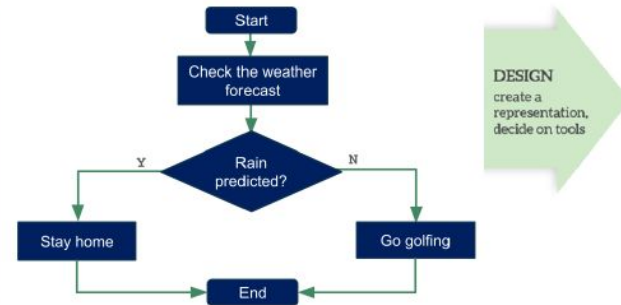 Start
Check the weather
forecast
Rain
predicted?
Y
N
Stay home
Go golfing
End
DESIGN
create a
representation,
decide on tools